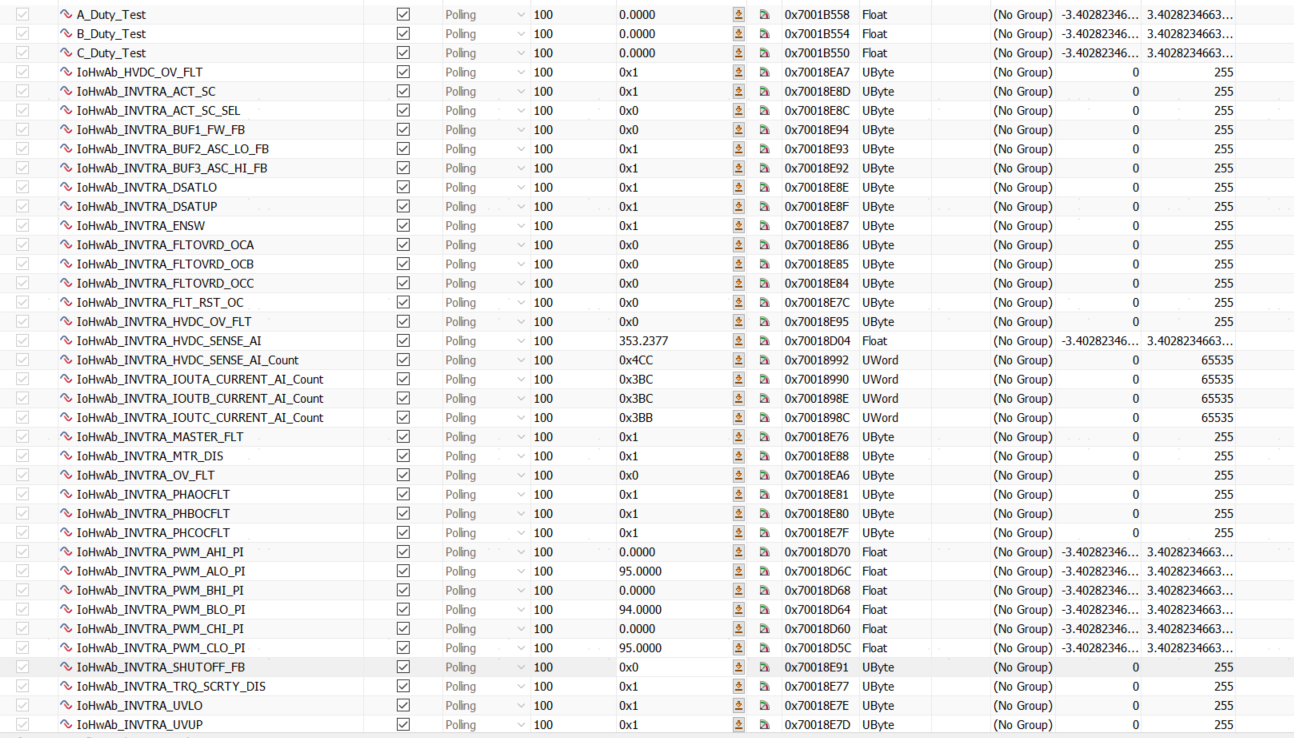 A_Duty_Test Polling 100 0.0000 0x7001B558 Float (No Group) -3.40282346... 3.4028234663...
B_Duty_Test Polling 100 0.0000 0x7001B554 Float (No Group) -3.40282346... 3.4028234663...
C_Duty_Test Polling 100 0.0000 0x7001B550 Float (No Group) -3.40282346... 3.4028234663...
IoHwAb_HVDC_OV_FLT Polling 100 0x1 0x70018EA7 UByte (No Group) 0 255
IoHwAb_INVTRA_ACT_SC Polling 100 0x1 0x70018E8D UByte (No Group) 0 255
IoHwAb_INVTRA_ACT_SC_SEL Polling 100 0x0 0x70018E8C UByte (No Group) 0 255
IoHwAb_INVTRA_BUF1_FW_FB Polling 100 0x0 0x70018E94 UByte (No Group) 0 255
IoHwAb_INVTRA_BUF2_ASC_LO_FB Polling 100 0x1 0x70018E93 UByte (No Group) 0 255
IoHwAb_INVTRA_BUF3_ASC_HI_FB Polling 100 0x1 0x70018E92 UByte (No Group) 0 255
IoHwAb_INVTRA_DSATLO Polling 100 0x1 0x70018E8E UByte (No Group) 0 255
IoHwAb_INVTRA_DSATUP Polling 100 0x1 0x70018E8F UByte (No Group) 0 255
IoHwAb_INVTRA_ENSW Polling 100 0x1 0x70018E87 UByte (No Group) 0 255
IoHwAb_INVTRA_FLTOVRD_OCA Polling 100 0x0 0x70018E86 UByte (No Group) 0 255
IoHwAb_INVTRA_FLTOVRD_OCB Polling 100 0x0 0x70018E85 UByte (No Group) 0 255
IoHwAb_INVTRA_FLTOVRD_OCC Polling 100 0x0 0x70018E84 UByte (No Group) 0 255
IoHwAb_INVTRA_FLT_RST_OC Polling 100 0x0 0x70018E7C UByte (No Group) 0 255
IoHwAb_INVTRA_HVDC_OV_FLT Polling 100 0x0 0x70018E95 UByte (No Group) 0 255
IoHwAb_INVTRA_HVDC_SENSE_AI Polling 100 353.2377 0x70018D04 Float (No Group) -3.40282346... 3.4028234663...
IoHwAb_INVTRA_HVDC_SENSE_AI_Count Polling 100 0x4CC 0x70018992 UWord (No Group) 0 65535
IoHwAb_INVTRA_IOUTA_CURRENT_AI_Count Polling 100 0x3BC 0x70018990 UWord (No Group) 0 65535
IoHwAb_INVTRA_IOUTB_CURRENT_AI_Count Polling 100 0x3BC 0x7001898E UWord (No Group) 0 65535
IoHwAb_INVTRA_IOUTC_CURRENT_AI_Count Polling 100 0x3BB 0x7001898C UWord (No Group) 0 65535
IoHwAb_INVTRA_MASTER_FLT Polling 100 0x1 0x70018E76 UByte (No Group) 0 255
IoHwAb_INVTRA_MTR_DIS Polling 100 0x1 0x70018E88 UByte (No Group) 0 255
IoHwAb_INVTRA_OV_FLT Polling 100 0x0 0x70018EA6 UByte (No Group) 0 255
IoHwAb_INVTRA_PHAOCFLT Polling 100 0x1 0x70018E81 UByte (No Group) 0 255
IoHwAb_INVTRA_PHBOCFLT Polling 100 0x1 0x70018E80 UByte (No Group) 0 255
IoHwAb_INVTRA_PHCOCFLT Polling 100 0x1 0x70018E7F UByte (No Group) 0 255
IoHwAb_INVTRA_PWM_AHI_PI Polling 100 0.0000 0x70018D70 Float (No Group) -3.40282346... 3.4028234663...
IoHwAb_INVTRA_PWM_ALO_PI Polling 100 95.0000 0x70018D6C Float (No Group) -3.40282346... 3.4028234663...
IoHwAb_INVTRA_PWM_BHI_PI Polling 100 0.0000 0x70018D68 Float (No Group) -3.40282346... 3.4028234663...
IoHwAb_INVTRA_PWM_BLO_PI Polling 100 94.0000 0x70018D64 Float (No Group) -3.40282346... 3.4028234663...
IoHwAb_INVTRA_PWM_CHI_PI Polling 100 0.0000 0x70018D60 Float (No Group) -3.40282346... 3.4028234663...
IoHwAb_INVTRA_PWM_CLO_PI Polling 100 95.0000 0x70018D5C Float (No Group) -3.40282346... 3.4028234663...
IoHwAb_INVTRA_SHUTOFF_FB Polling 100 0x0 0x70018E91 UByte (No Group) 0 255
IoHwAb_INVTRA_TRQ_SCRTY_DIS Polling 100 0x1 0x70018E77 UByte (No Group) 0 255
IoHwAb_INVTRA_UVLO Polling 100 0x1 0x70018E7E UByte (No Group) 0 255
IoHwAb_INVTRA_UVUP Polling 100 0x1 0x70018E7D UByte (No Group) 0 255